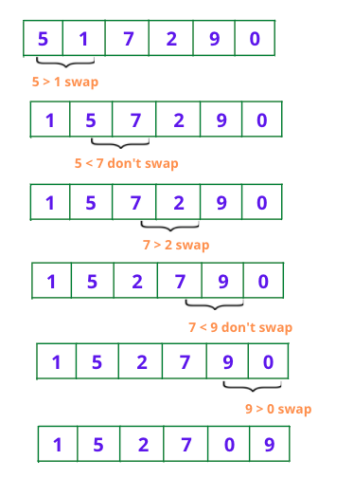 5 1 7 2 9 0
5 > 1 swap
1 5 7 2 9 0
5 < 7 don't swap
1 5 7 2 9 0
7 > 2 swap
1 5 2 7 9 0
7 < 9 don't swap
1 5 2 7 9 0
9 > 0 swap
1 5 2 7 0 9